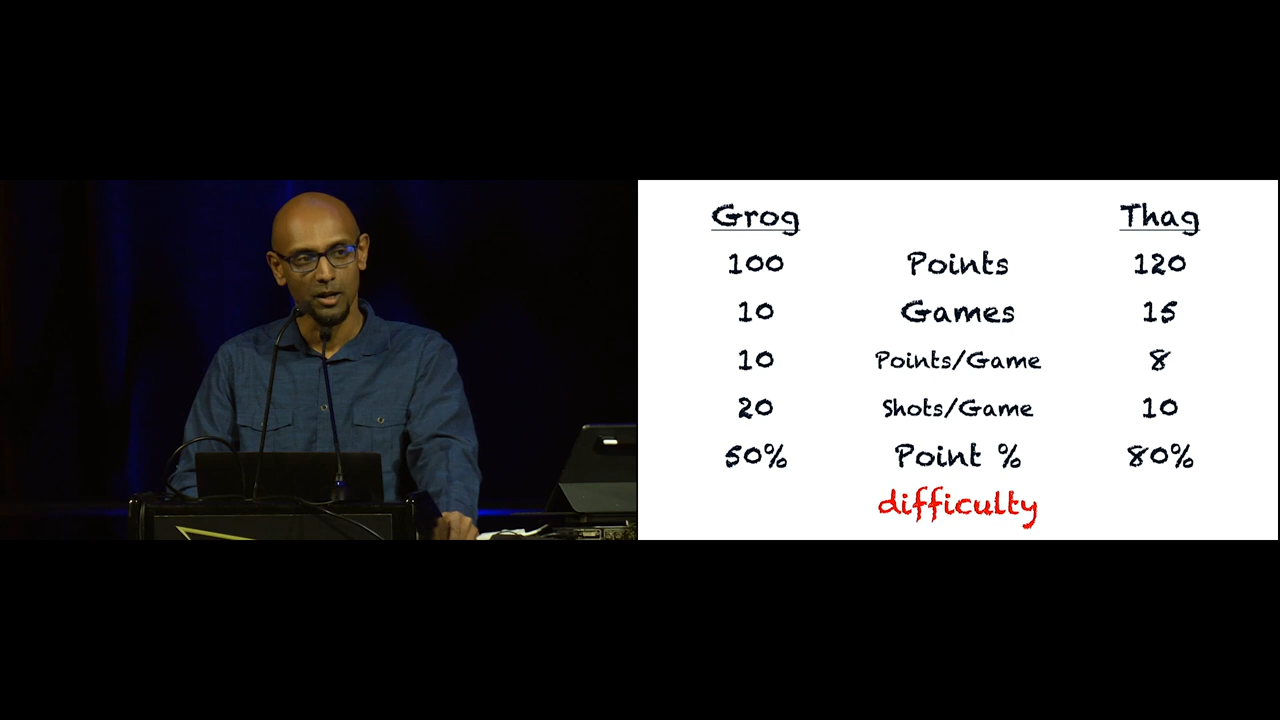 Grog Thag
100 Points 120
10 Games 15
10 Points/Game 8
20 Shots/Game 10
50% Point % 80%
difficulty